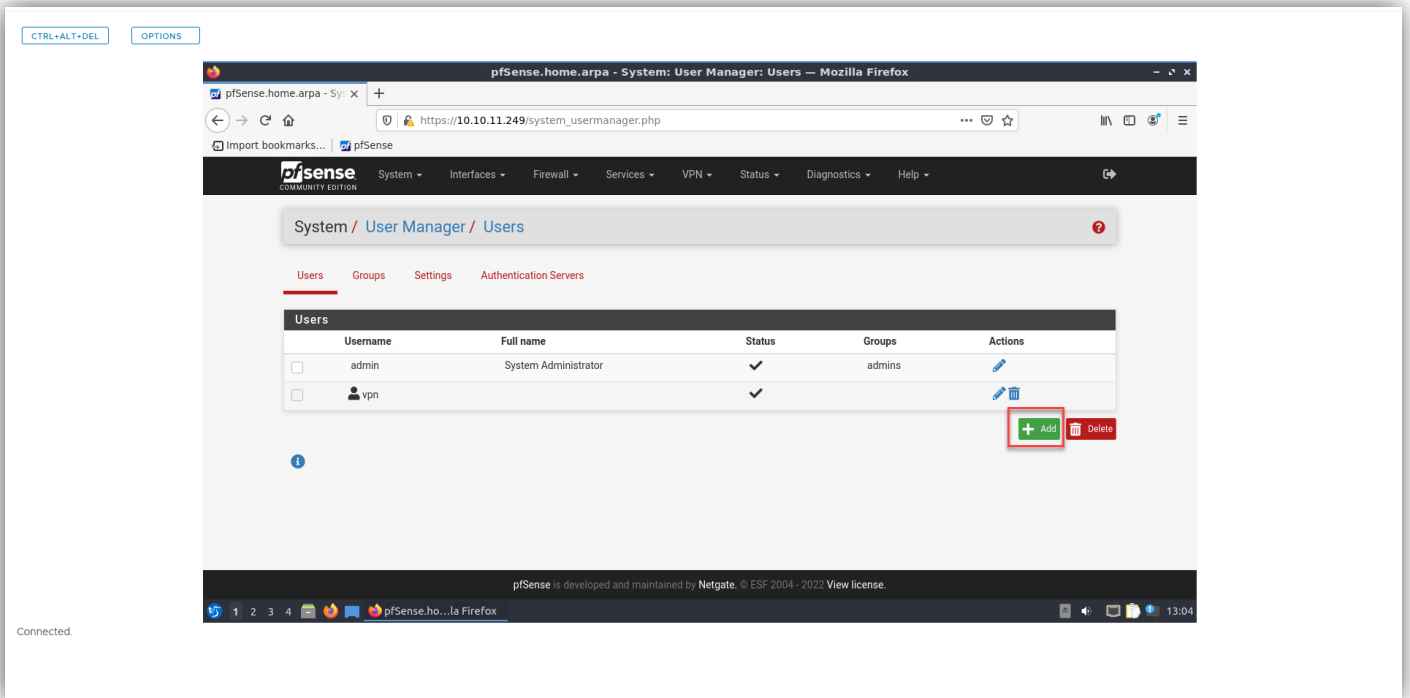 CTRL+ALT+DEL OPTIONS
pfSense.home.arpa - System: User Manager: Users — Mozilla Firefox
pfSense.home.arpa - Sys
https://10.10.11.249/system_usermanager.php
Import bookmarks... pfSense
pfsense System Interfaces Firewall Services VPN Status Diagnostics Help
COMMUNITY EDITION
System / User Manager / Users
Users Groups Settings Authentication Servers
Users
Username Full name Status Groups Actions
admin System Administrator admins
vpn
Add Delete
pfSense is developed and maintained by Netgate. © ESF 2004 - 2022 View license.
1 2 3 4 pfSense.ho...la Firefox 13:04
Connected.